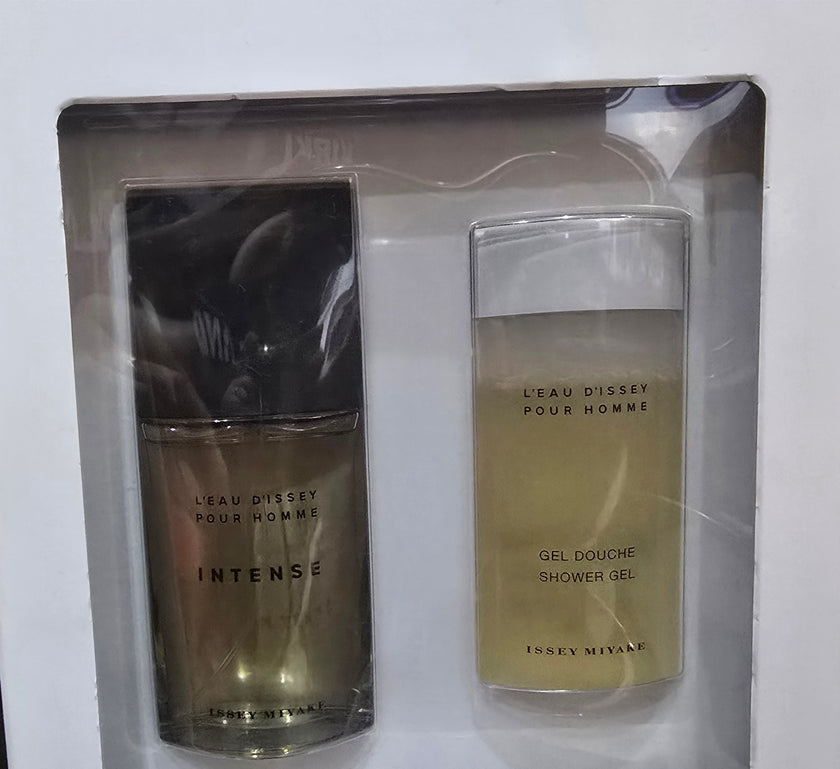 L'EAU D'ISSEY
POUR HOMME
INTENSE
ISSEY MIYAKE
L'EAU D'ISSEY
POUR HOMME
GEL DOUCHE
SHOWER GEL
ISSEY MIYAKE